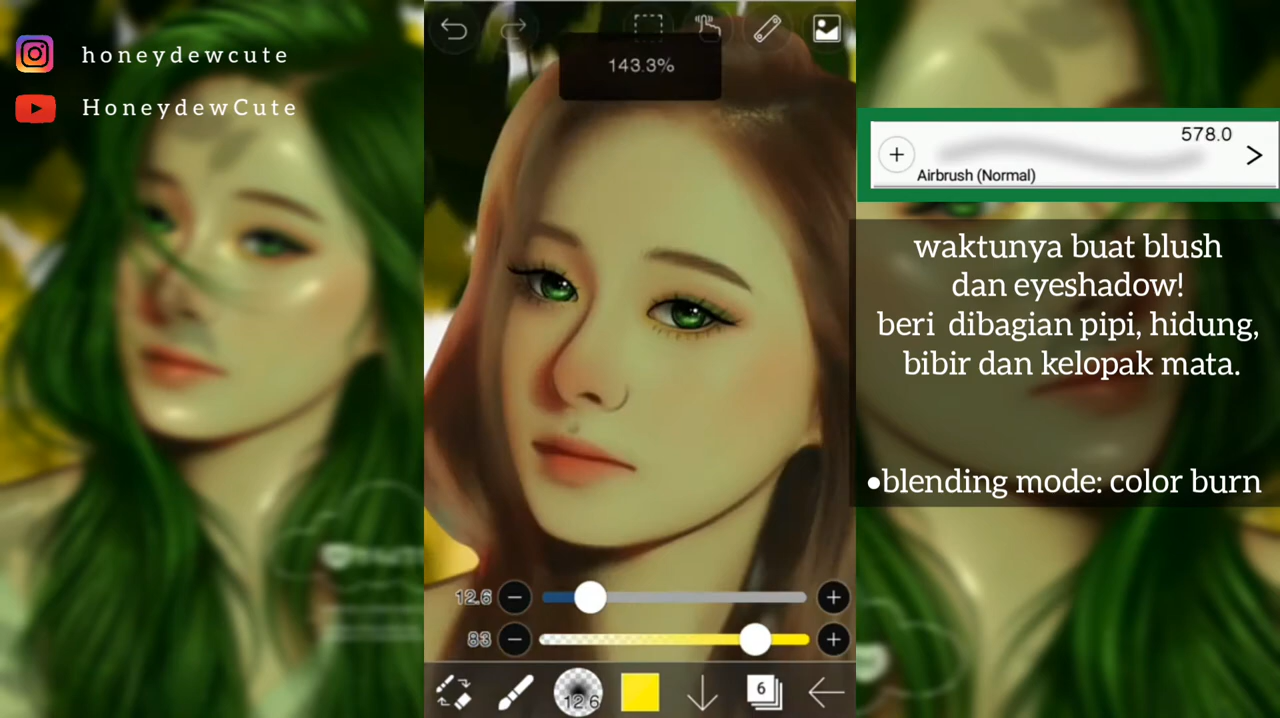 honeydewcute
HoneydewCute
143.3%
12.6
83
12.6
6
578.0
Airbrush (Normal)
waktunya buat blush
dan eyeshadow!
beri dibagian pipi, hidung,
bibir dan kelopak mata.
•blending mode: color burn